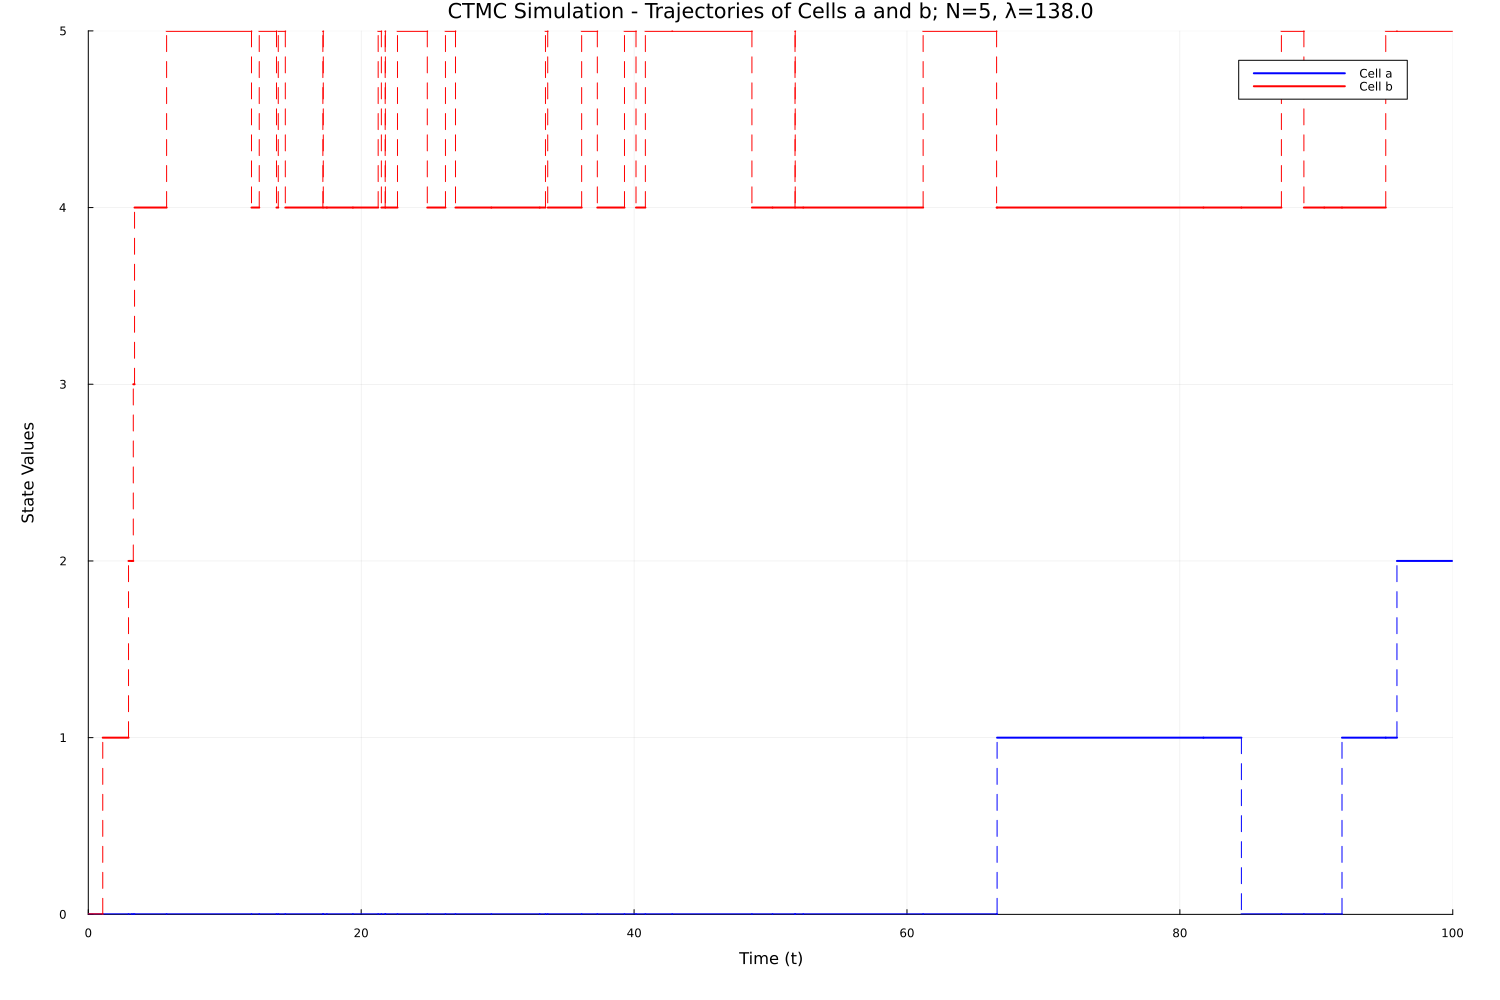 CTMC Simulation - Trajectories of Cells a and b; N=5, λ=138.0
5
Cell a
Cell b
4
3
State Values
2
1
0
0 20 40 60 80 100
Time (t)